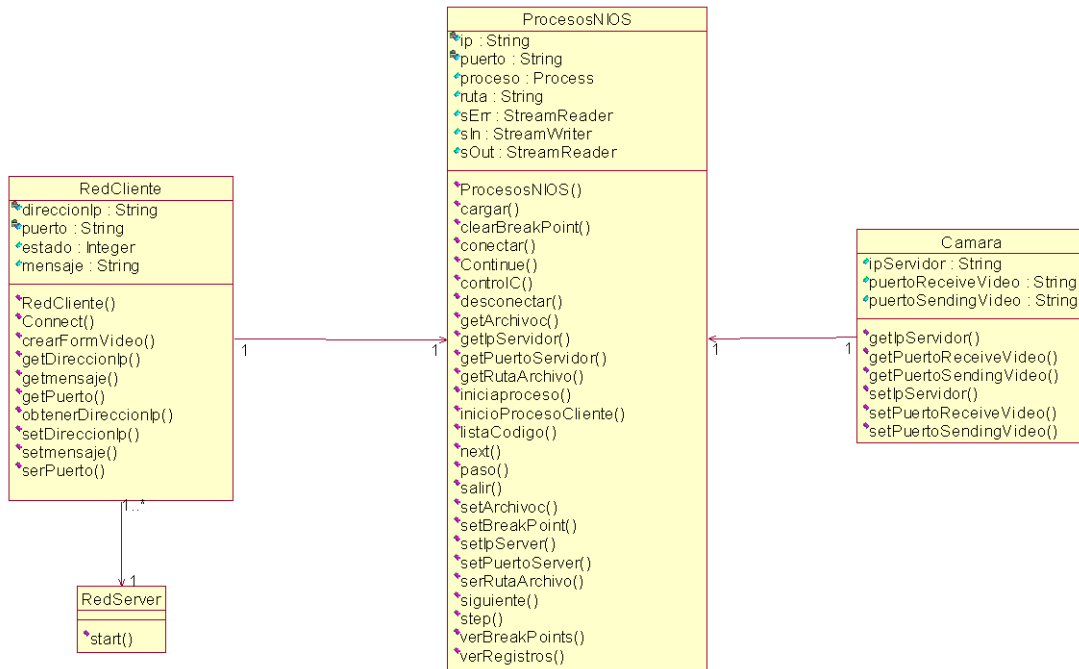 ProcesosNIOS
ip : String
puerto : String
proceso : Process
ruta : String
sErr : StreamReader
sIn : StreamWriter
sOut : StreamReader
ProcesosNIOS()
cargar()
clearBreakPoint()
conectar()
Continue()
controlC()
desconectar()
getArchivoc()
getIpServidor()
getPuertoServidor()
getRutaArchivo()
iniciaproceso()
inicioProcesoCliente()
listaCodigo()
next()
paso()
salir()
setArchivoc()
setBreakPoint()
setIpServer()
setPuertoServer()
serRutaArchivo()
siguiente()
step()
verBreakPoints()
verRegistros()
RedCliente
direccionIp : String
puerto : String
estado : Integer
mensaje : String
RedCliente()
Connect()
crearFormVideo()
getDireccionIp()
getmensaje()
getPuerto()
obtenerDireccionIp()
setDireccionIp()
setmensaje()
serPuerto()
1
1
1..*
1
RedServer
start()
Camara
ipServidor : String
puertoReceiveVideo : String
puertoSendingVideo : String
getIpServidor()
getPuertoReceiveVideo()
getPuertoSendingVideo()
setIpServidor()
setPuertoReceiveVideo()
setPuertoSendingVideo()
1
1